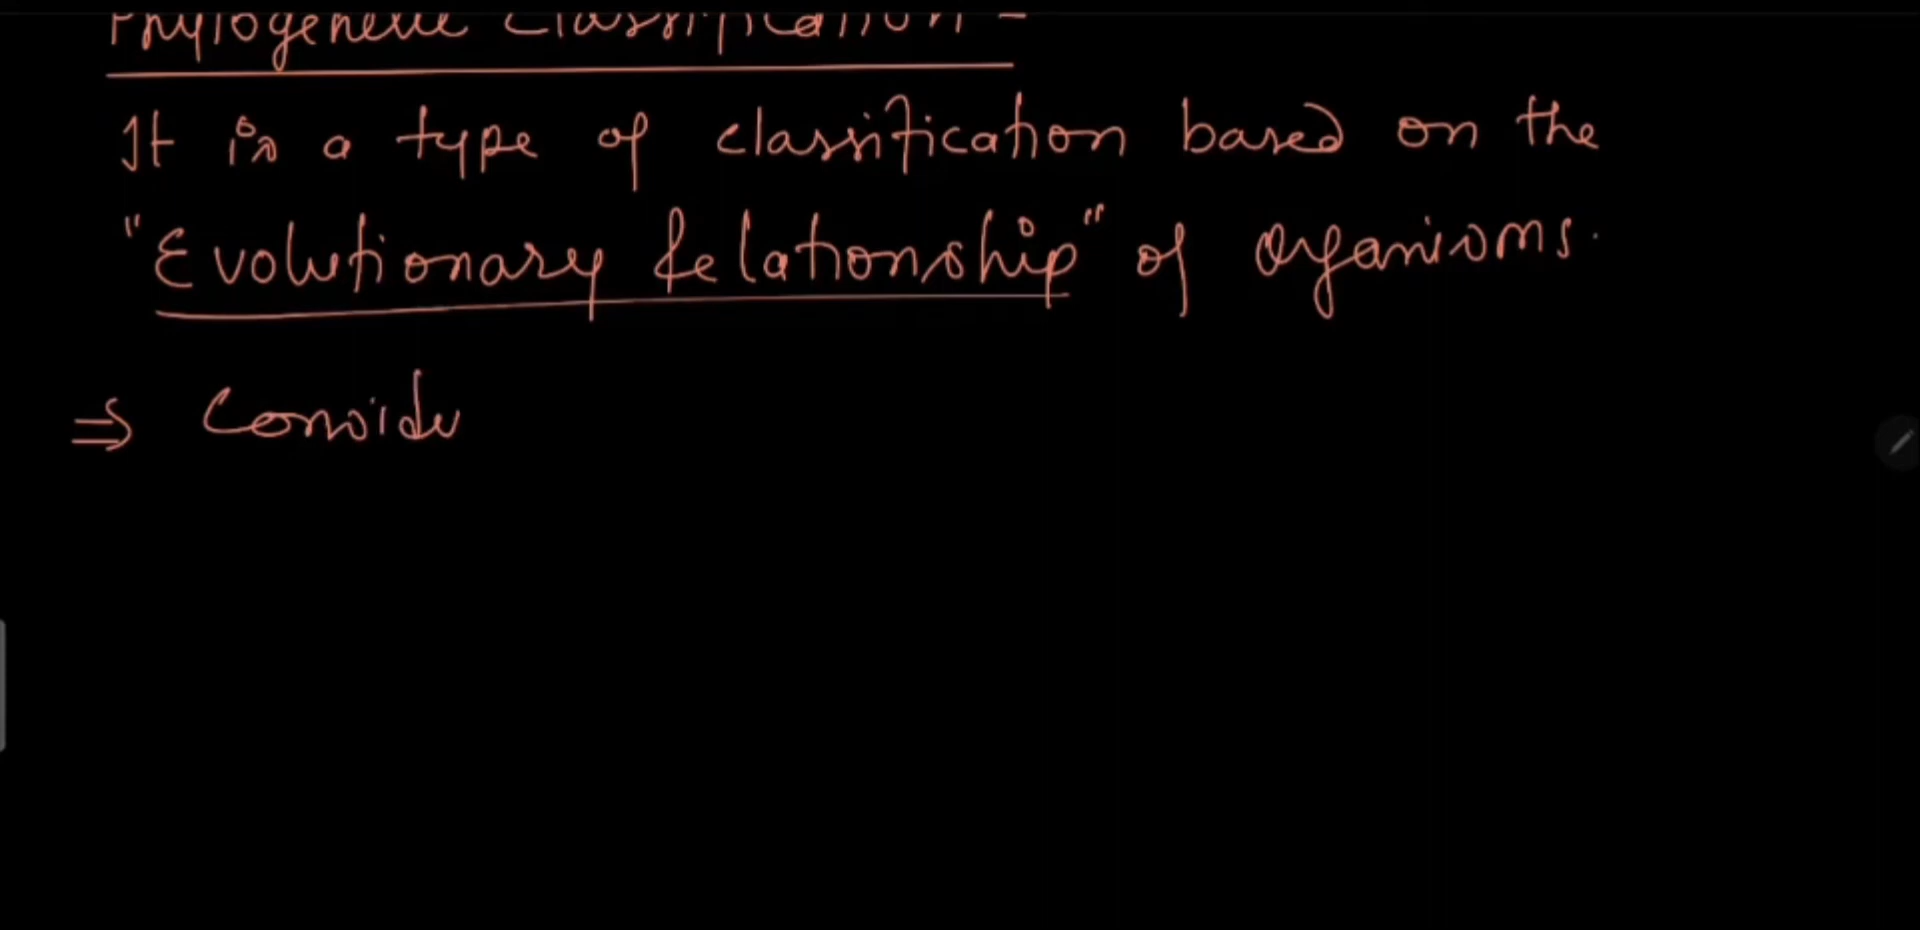 Phylogenetic Classification -
It is a type of classification based on the
"Evolutionary Relationship" of organisms.
⇒ Conside